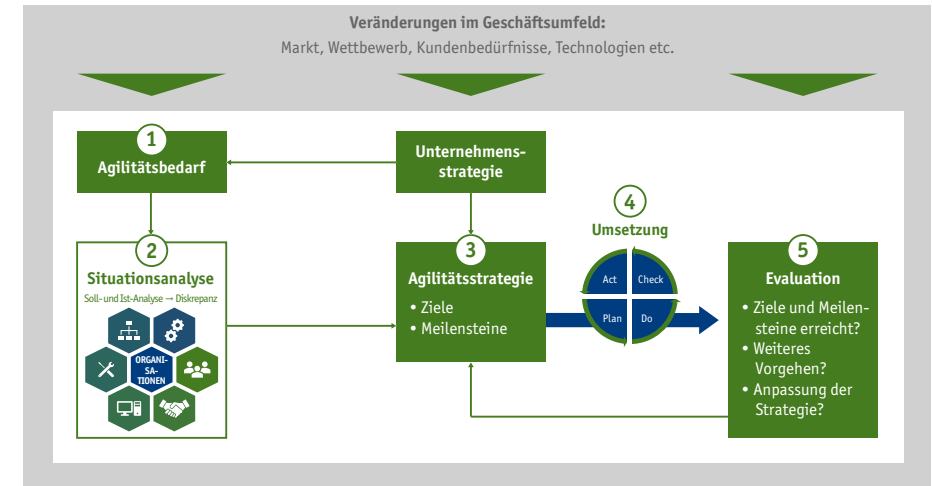 Veränderungen im Geschäftsumfeld:
Markt, Wettbewerb, Kundenbedürfnisse, Technologien etc.
1
Agilitätsbedarf
Unternehmens-
strategie
2
Situationsanalyse
Soll- und Ist-Analyse → Diskrepanz
ORGANI-
SA-
TIONEN
3
Agilitätsstrategie
• Ziele
• Meilensteine
4
Umsetzung
Act
Check
Plan
Do
5
Evaluation
• Ziele und Meilen-
steine erreicht?
• Weiteres
Vorgehen?
• Anpassung der
Strategie?